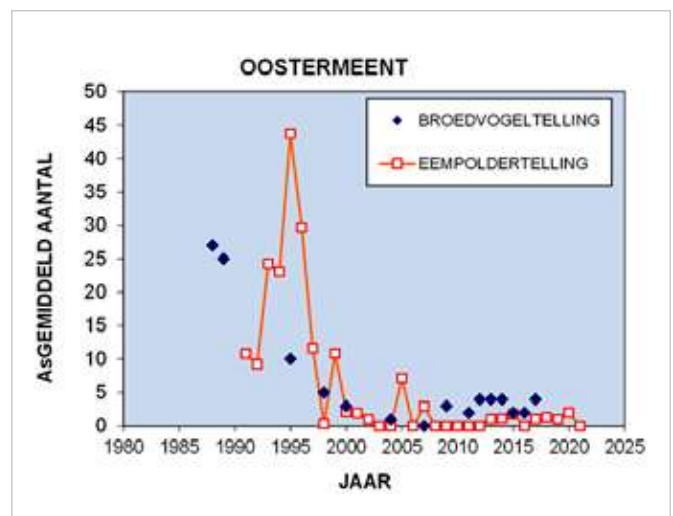 OOSTERMEENT
50
45
40
35
30
25
20
15
10
5
0
AsGEMIDDELD AANTAL
BROEDVOGELTELLING
EEMPOLDERTELLING
1980 1985 1990 1995 2000 2005 2010 2015 2020 2025
JAAR